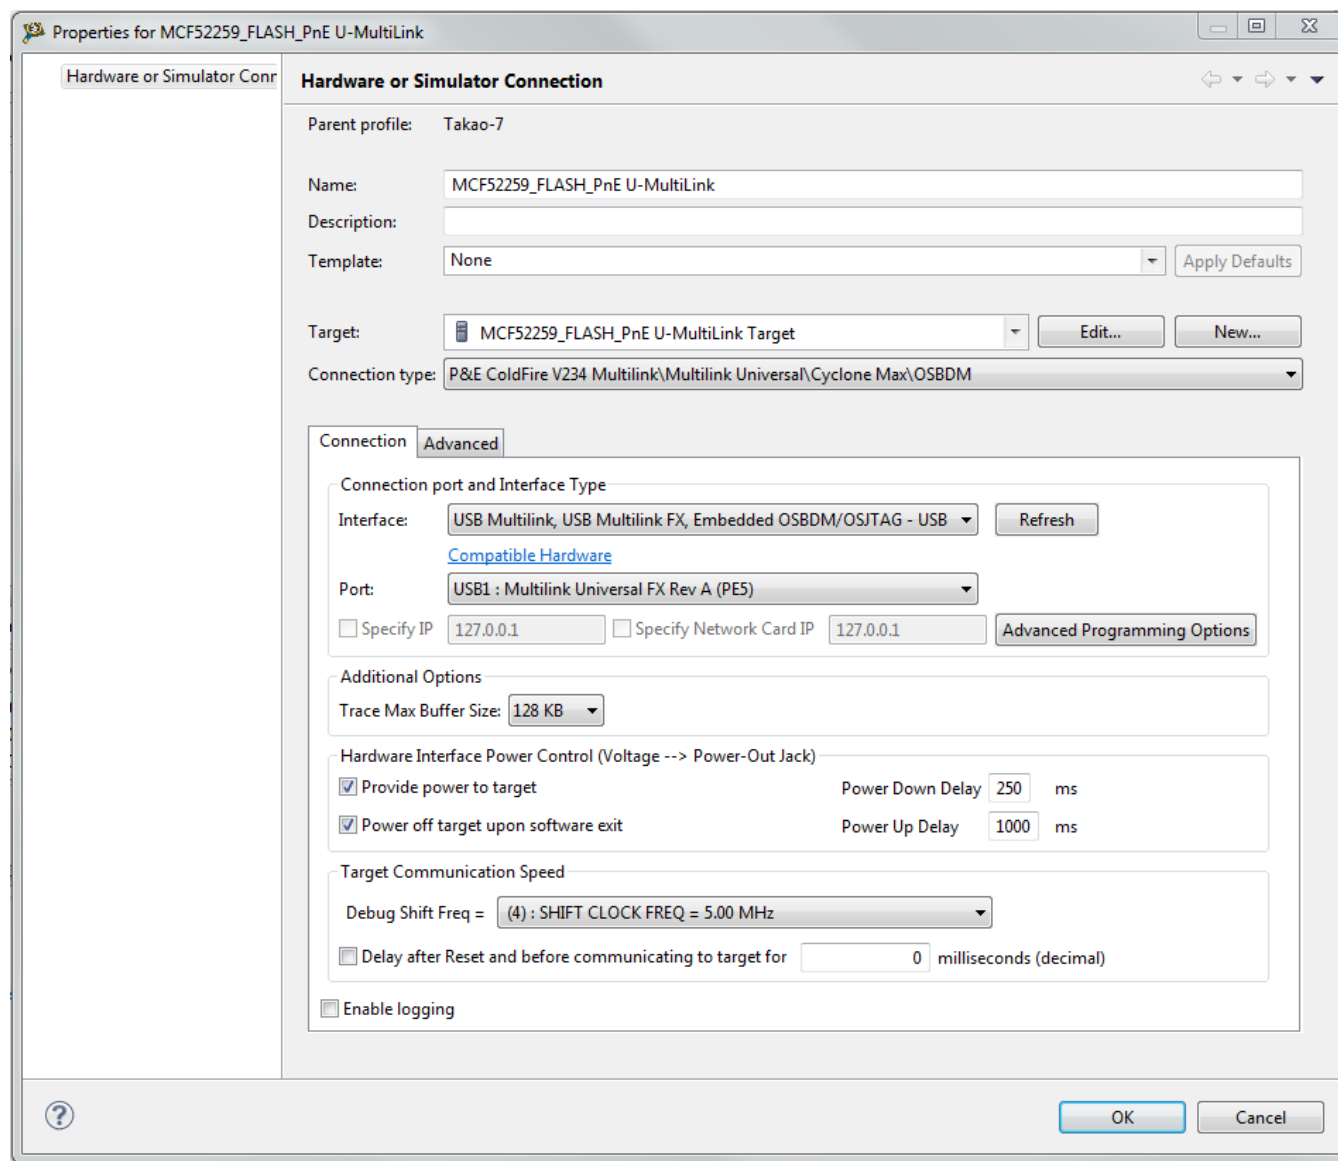 Properties for MCF52259_FLASH_PnE U-MultiLink
Hardware or Simulator Conn
Hardware or Simulator Connection
Parent profile: Takao-7
Name: MCF52259_FLASH_PnE U-MultiLink
Description:
Template: None Apply Defaults
Target: MCF52259_FLASH_PnE U-MultiLink Target Edit... New...
Connection type: P&E ColdFire V234 Multilink\Multilink Universal\Cyclone Max\OSBDM
Connection Advanced
Connection port and Interface Type
Interface: USB Multilink, USB Multilink FX, Embedded OSBDM/OSJTAG - USB Refresh
Compatible Hardware
Port: USB1 : Multilink Universal FX Rev A (PE5)
Specify IP 127.0.0.1 Specify Network Card IP 127.0.0.1 Advanced Programming Options
Additional Options
Trace Max Buffer Size: 128 KB
Hardware Interface Power Control (Voltage --> Power-Out Jack)
Provide power to target Power Down Delay 250 ms
Power off target upon software exit Power Up Delay 1000 ms
Target Communication Speed
Debug Shift Freq = (4) : SHIFT CLOCK FREQ = 5.00 MHz
Delay after Reset and before communicating to target for 0 milliseconds (decimal)
Enable logging
? OK Cancel